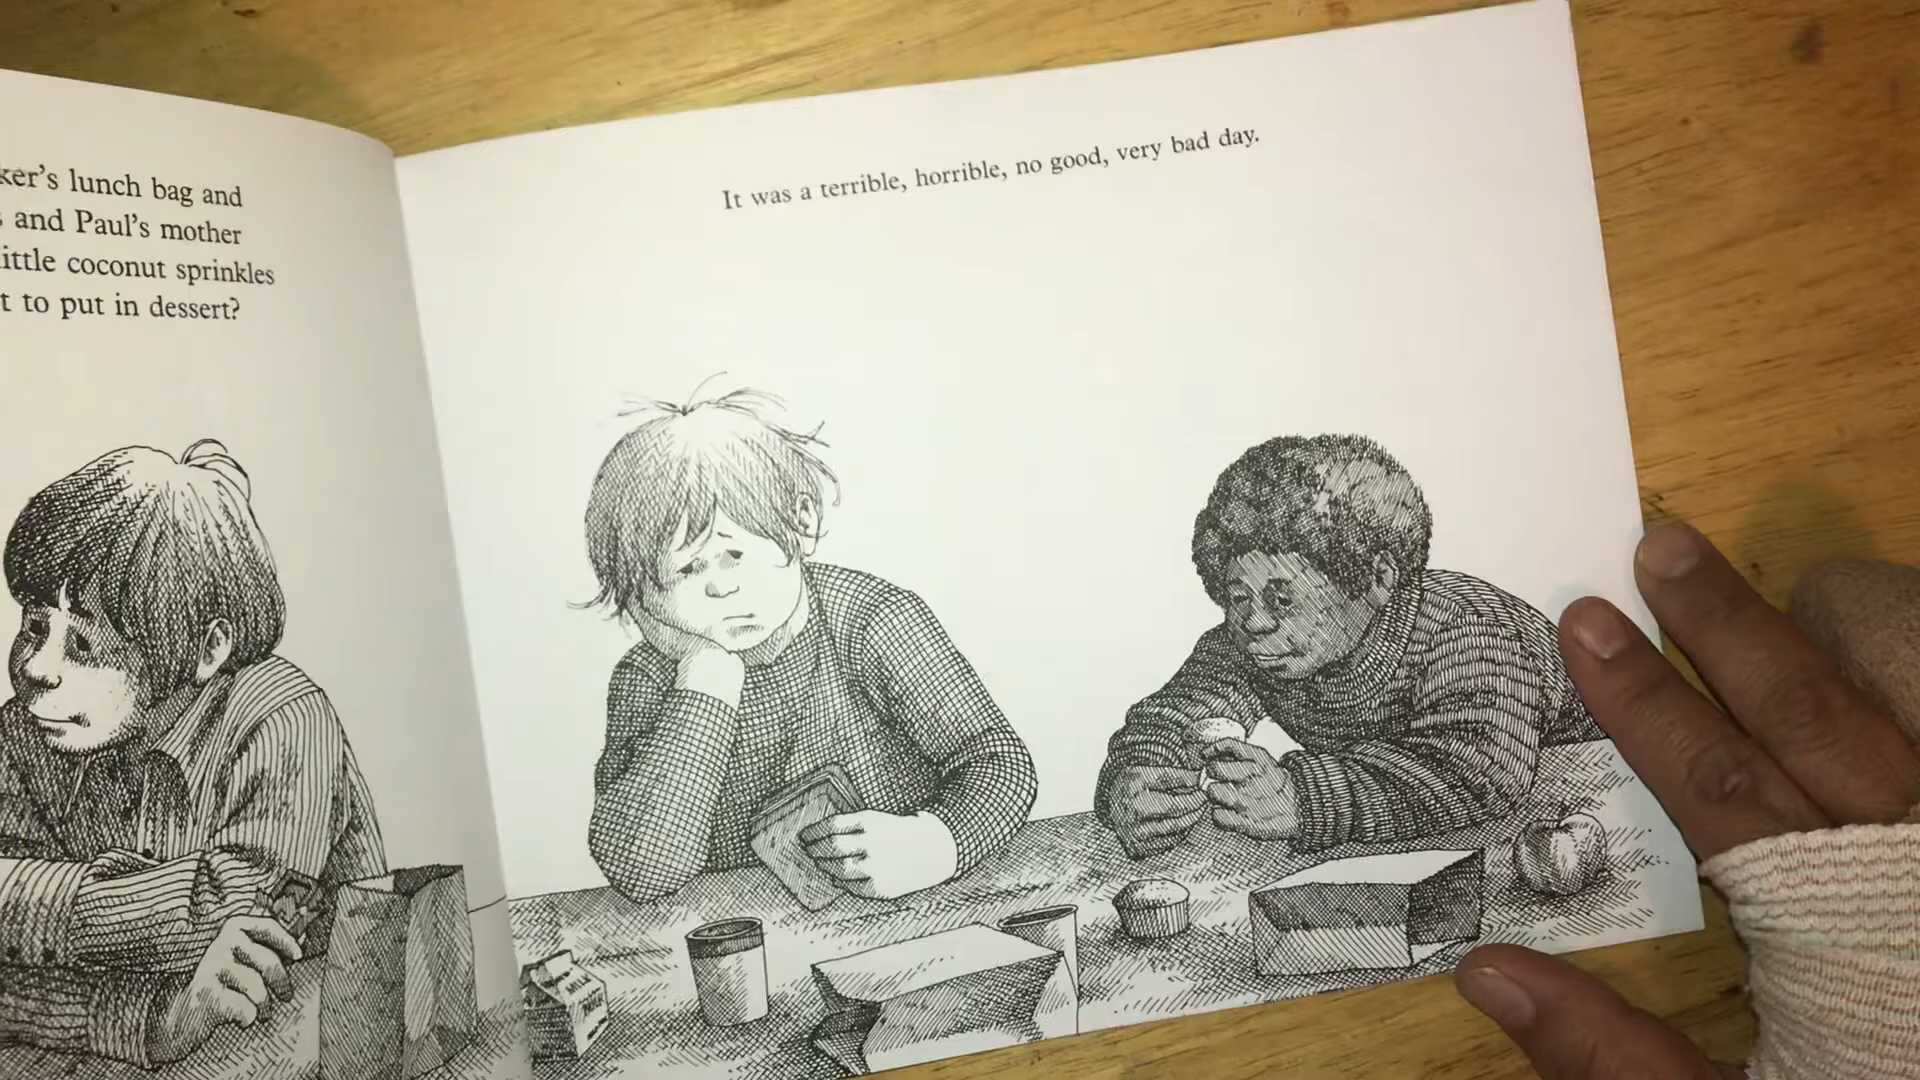 ker's lunch bag and
and Paul's mother
ittle coconut sprinkles
t to put in dessert?
It was a terrible, horrible, no good, very bad day.
MILK